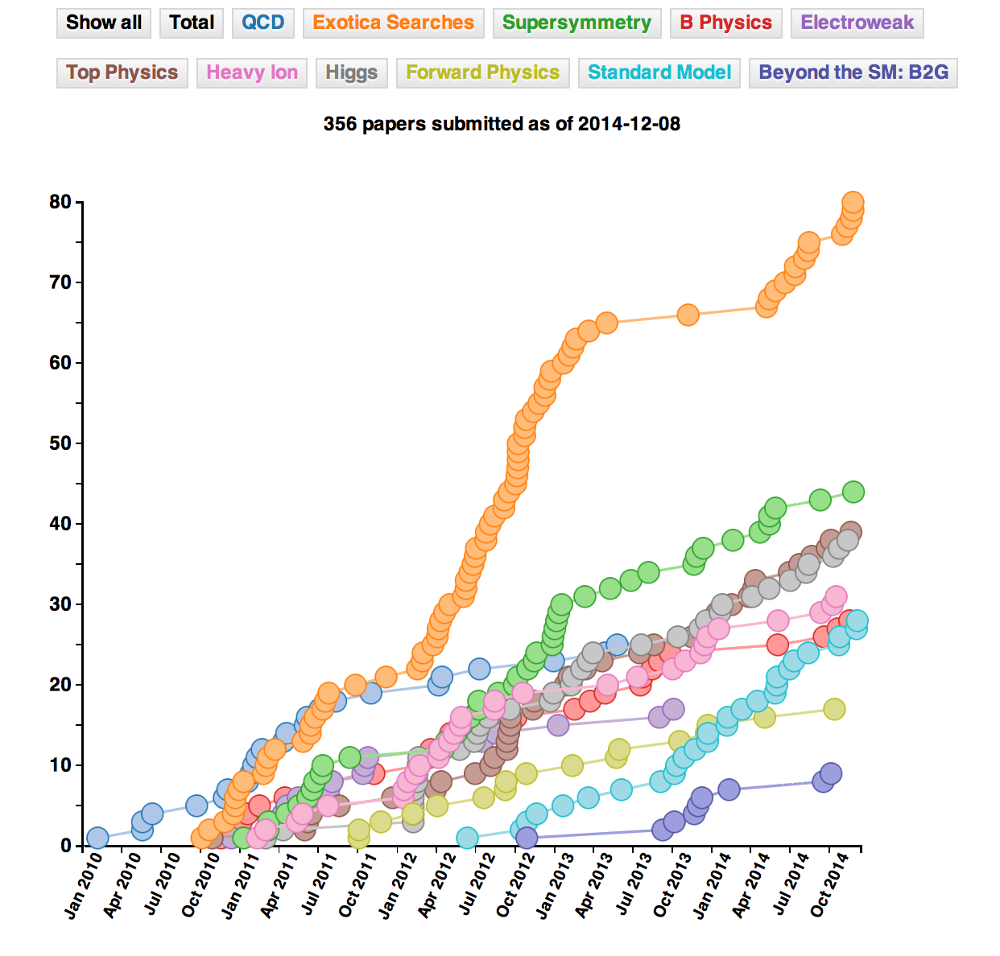 Show all Total QCD Exotica Searches Supersymmetry B Physics Electroweak
Top Physics Heavy Ion Higgs Forward Physics Standard Model Beyond the SM: B2G
356 papers submitted as of 2014-12-08
80
70
60
50
40
30
20
10
0
Jan 2010 Apr 2010 Jul 2010 Oct 2010 Jan 2011 Apr 2011 Jul 2011 Oct 2011 Jan 2012 Apr 2012 Jul 2012 Oct 2012 Jan 2013 Apr 2013 Jul 2013 Oct 2013 Jan 2014 Apr 2014 Jul 2014 Oct 2014